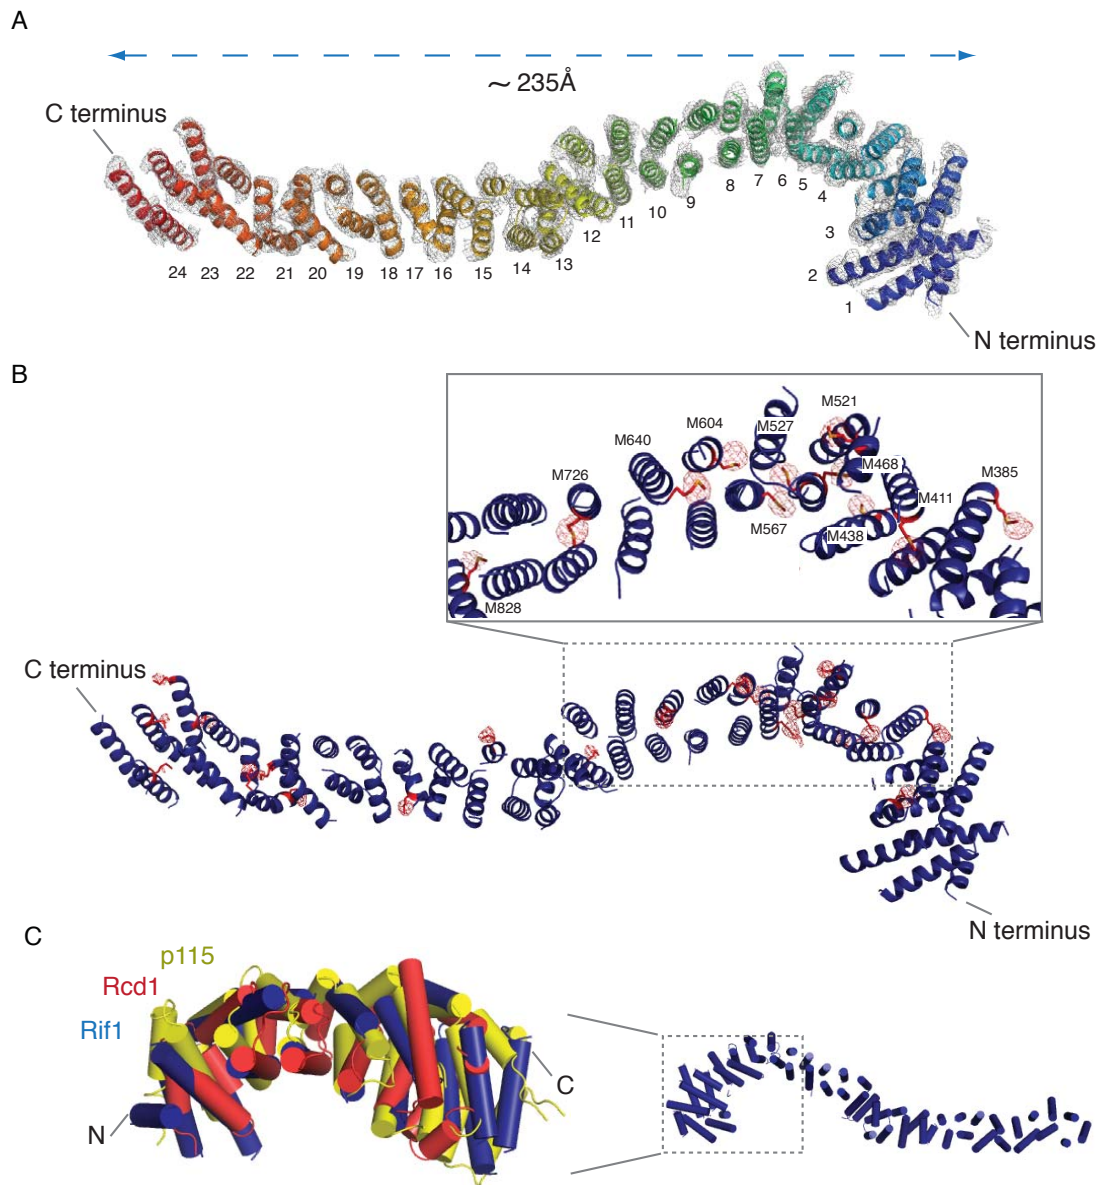 A
~ 235Å
C terminus
24 23 22 21 20 19 18 17 16 15 14 13 12 11 10 9 8 7 6 5 4 3 2 1
N terminus
B
M521
M604
M527
M640
M468
M385
M726
M411
M567
M438
M828
C terminus
N terminus
C
p115
Rcd1
Rif1
C
N